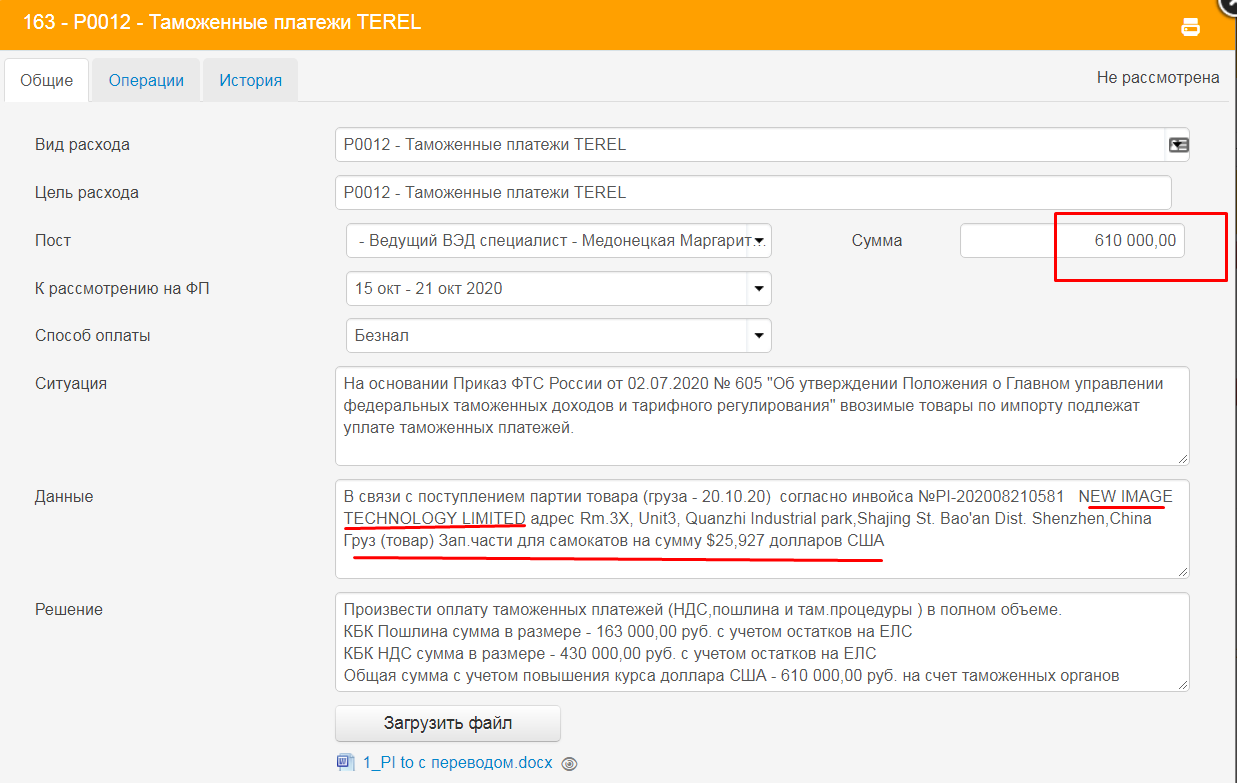 163 - P0012 - Таможенные платежи TEREL
Общие
Операции
История
Не рассмотрена
Вид расхода
P0012 - Таможенные платежи TEREL
Цель расхода
P0012 - Таможенные платежи TEREL
Пост
- Ведущий ВЭД специалист - Медонецкая Маргарит...
Сумма
610 000,00
К рассмотрению на ФП
15 окт - 21 окт 2020
Способ оплаты
Безнал
Ситуация
На основании Приказ ФТС России от 02.07.2020 № 605 "Об утверждении Положения о Главном управлении
федеральных таможенных доходов и тарифного регулирования" ввозимые товары по импорту подлежат
уплате таможенных платежей.
Данные
В связи с поступлением партии товара (груза - 20.10.20) согласно инвойса №PI-202008210581 NEW IMAGE
TECHNOLOGY LIMITED адрес Rm.3X, Unit3, Quanzhi Industrial park,Shajing St. Bao'an Dist. Shenzhen,China
Груз (товар) Зап.части для самокатов на сумму $25,927 долларов США
Решение
Произвести оплату таможенных платежей (НДС,пошлина и там.процедуры ) в полном объеме.
КБК Пошлина сумма в размере - 163 000,00 руб. с учетом остатков на ЕЛС
КБК НДС сумма в размере - 430 000,00 руб. с учетом остатков на ЕЛС
Общая сумма с учетом повышения курса доллара США - 610 000,00 руб. на счет таможенных органов
Загрузить файл
1_PI to с переводом.docx